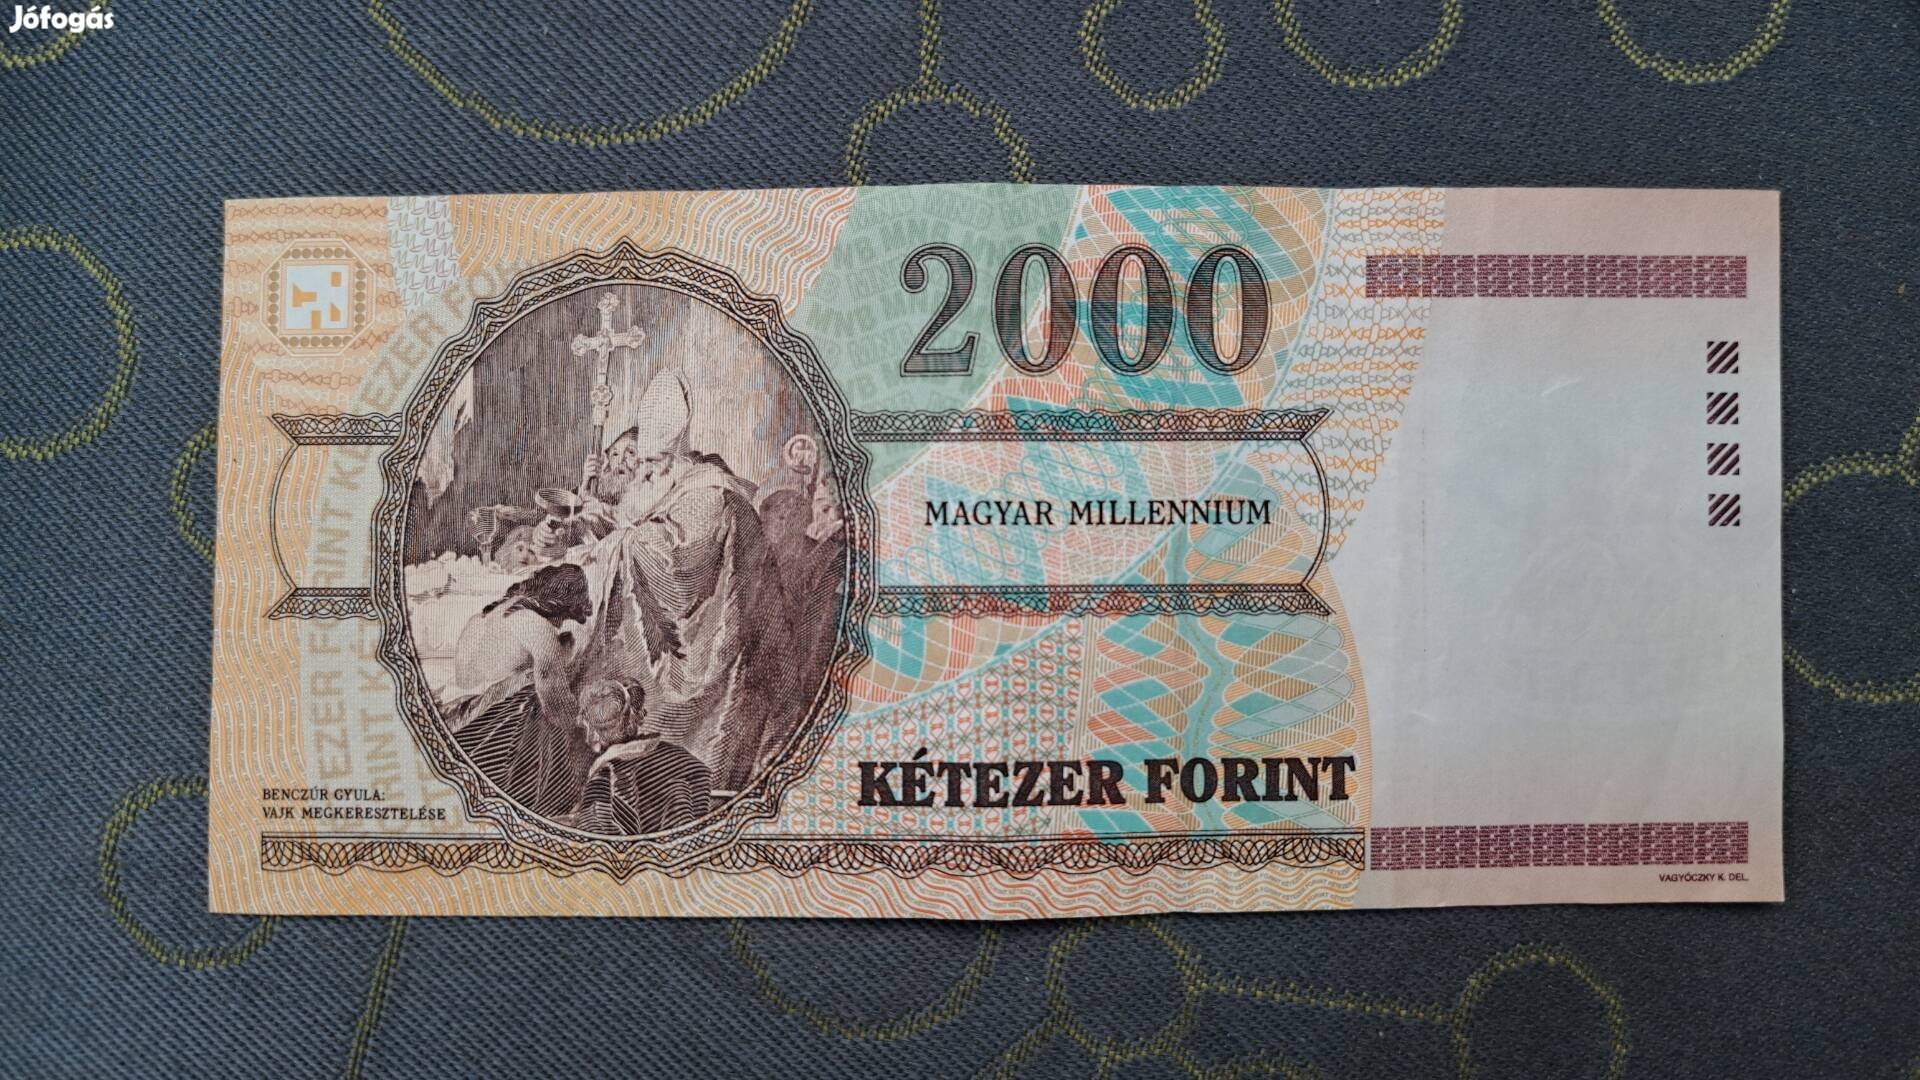 Jófogás
2000
MAGYAR MILLENNIUM
KÉTEZER FORINT
BENCZÚR GYULA:
VAJK MEGKERESZTELÉSE
VAGYÓCZKY K. DEL.